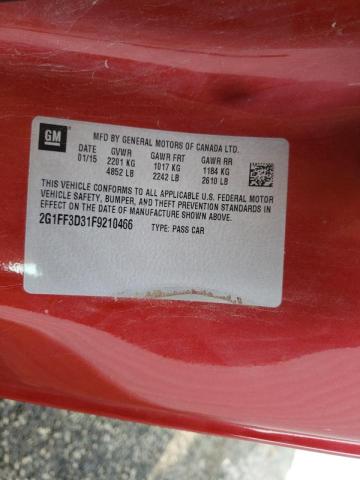 GM
MFD BY GENERAL MOTORS OF CANADA LTD.
DATE GVWR GAWR FRT GAWR RR
01/15 2201 KG 1017 KG 1184 KG
4852 LB 2242 LB 2610 LB
THIS VEHICLE CONFORMS TO ALL APPLICABLE U.S. FEDERAL MOTOR
VEHICLE SAFETY, BUMPER, AND THEFT PREVENTION STANDARDS IN
EFFECT ON THE DATE OF MANUFACTURE SHOWN ABOVE.
2G1FF3D31F9210466 TYPE: PASS CAR